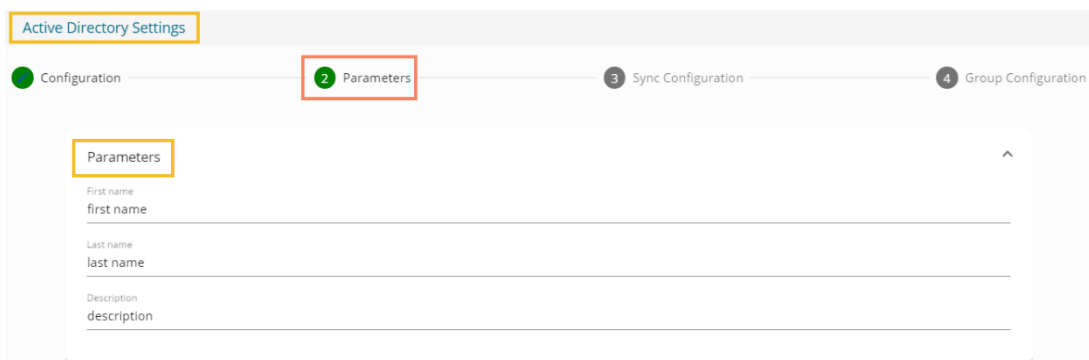 Active Directory Settings
Configuration 2 Parameters 3 Sync Configuration 4 Group Configuration
Parameters
First name
first name
Last name
last name
Description
description